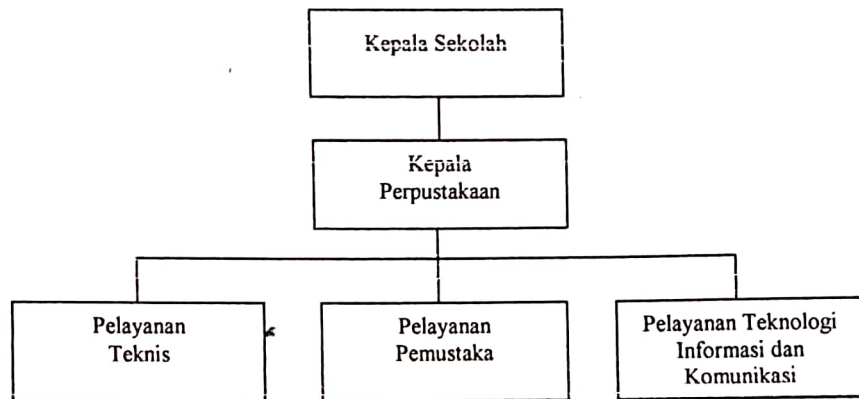 Kepala Sekolah
Kepala
Perpustakaan
Pelayanan
Teknis
Pelayanan
Pemustaka
Pelayanan Teknologi
Informasi dan
Komunikasi